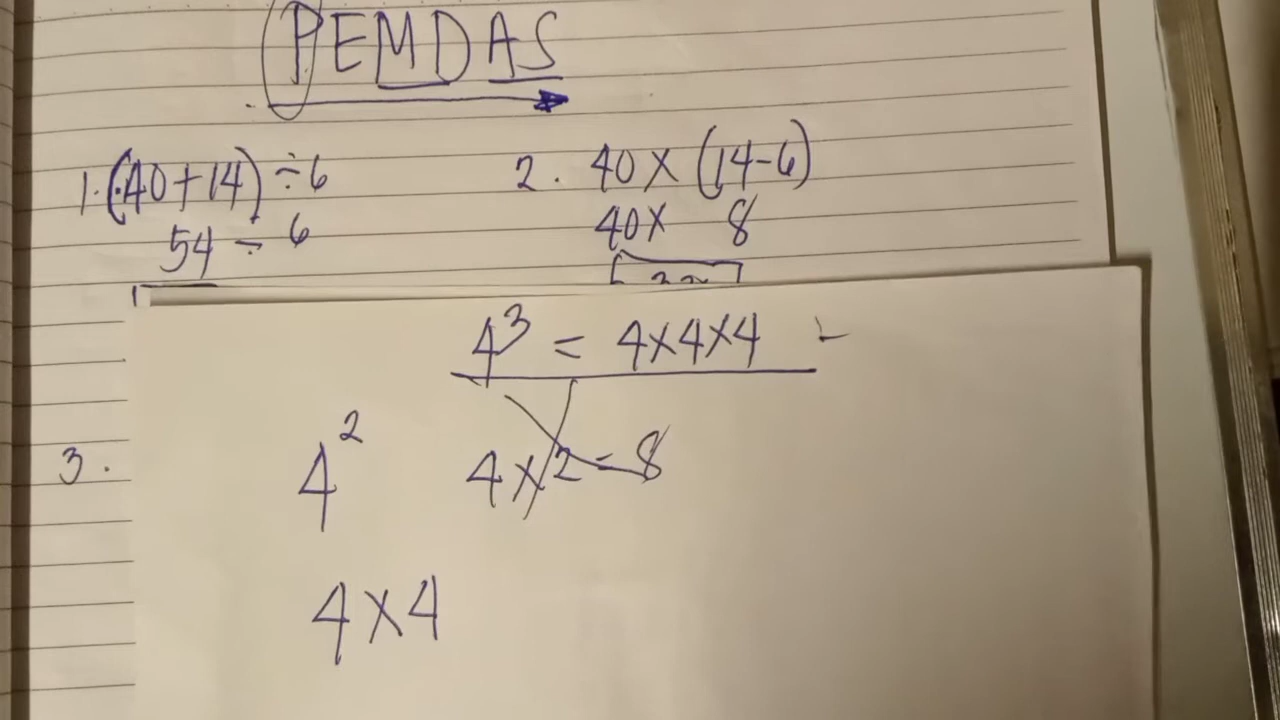 PEMDAS
1. (40+14) ÷6
54 ÷ 6
2. 40 × (14-6)
40× 8
4³ = 4×4×4
3.
4² 4×2=8
4×4